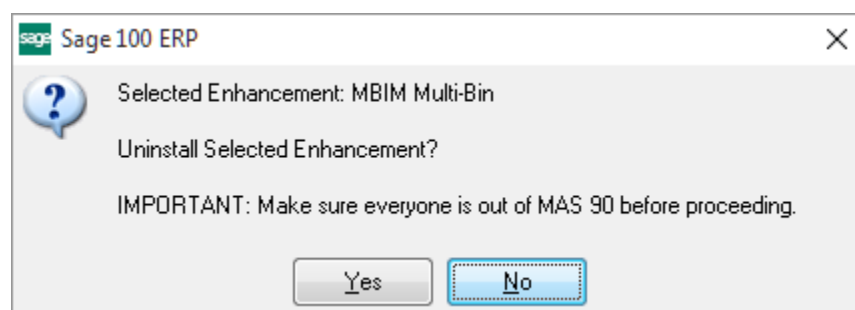 sage Sage 100 ERP
Selected Enhancement: MBIM Multi-Bin
Uninstall Selected Enhancement?
IMPORTANT: Make sure everyone is out of MAS 90 before proceeding.
Yes No